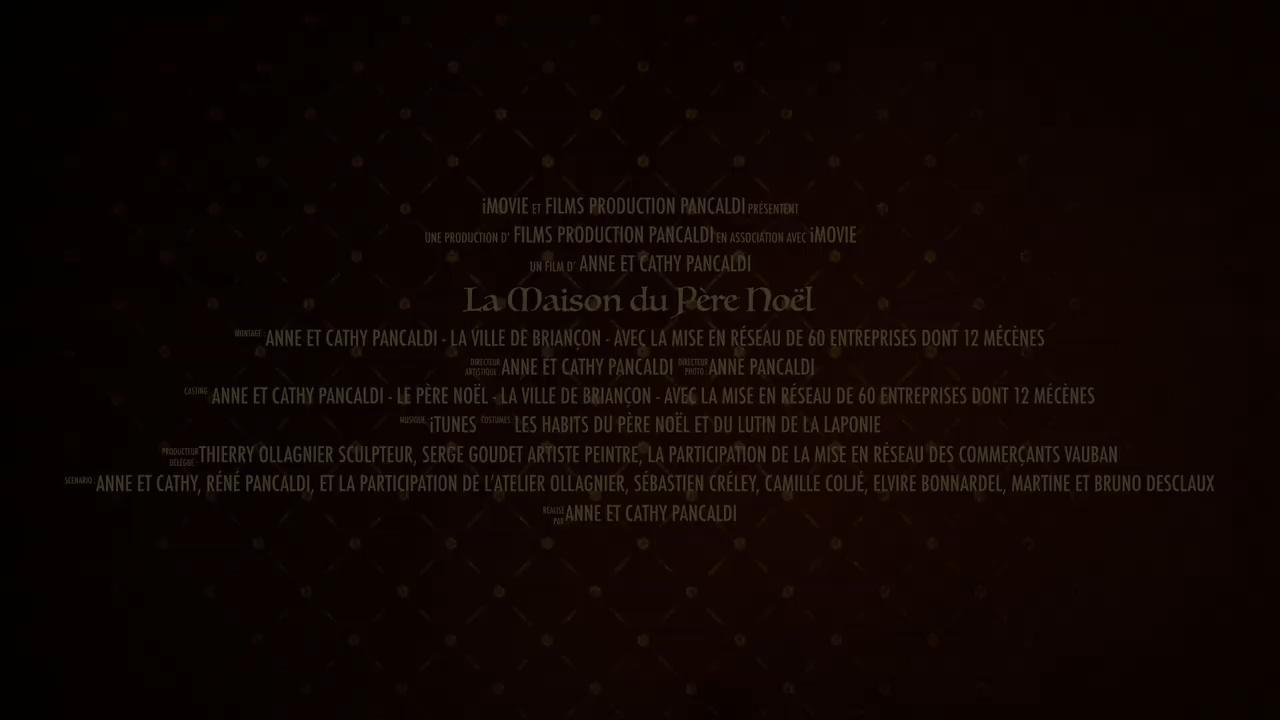 iMOVIE ET FILMS PRODUCTION PANCALDI PRÉSENTENT
UNE PRODUCTION D' FILMS PRODUCTION PANCALDI EN ASSOCIATION AVEC iMOVIE
UN FILM D' ANNE ET CATHY PANCALDI
La Maison du Père Noël
MONTAGE : ANNE ET CATHY PANCALDI - LA VILLE DE BRIANÇON - AVEC LA MISE EN RÉSEAU DE 60 ENTREPRISES DONT 12 MÉCÈNES
DIRECTEUR ARTISTIQUE ANNE ET CATHY PANCALDI DIRECTEUR PHOTO ANNE PANCALDI
CASTING ANNE ET CATHY PANCALDI - LE PÈRE NOËL - LA VILLE DE BRIANÇON - AVEC LA MISE EN RÉSEAU DE 60 ENTREPRISES DONT 12 MÉCÈNES
MUSIQUE iTUNES COSTUMES LES HABITS DU PÈRE NOËL ET DU LUTIN DE LA LAPONIE
PRODUCTEUR DÉLÉGUÉ THIERRY OLLAGNIER SCULPTEUR, SERGE GOUDET ARTISTE PEINTRE, LA PARTICIPATION DE LA MISE EN RÉSEAU DES COMMERÇANTS VAUBAN
SCENARIO ANNE ET CATHY, RÉNÉ PANCALDI, ET LA PARTICIPATION DE L'ATELIER OLLAGNIER, SÉBASTIEN CRÉLEY, CAMILLE COLJÉ, ELVIRE BONNARDEL, MARTINE ET BRUNO DESCLAUX
RÉALISÉ PAR ANNE ET CATHY PANCALDI